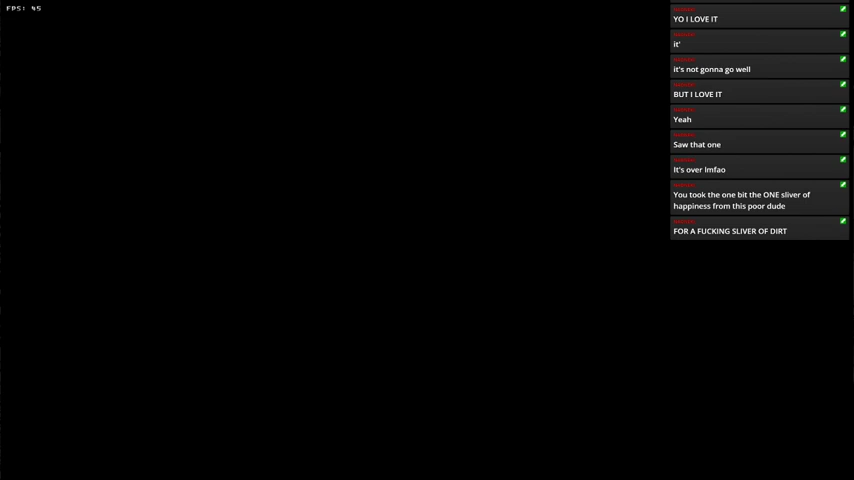 FPS: 45
YO I LOVE IT
it'
it's not gonna go well
BUT I LOVE IT
Yeah
Saw that one
It's over lmfao
You took the one bit the ONE sliver of
happiness from this poor dude
FOR A FUCKING SLIVER OF DIRT